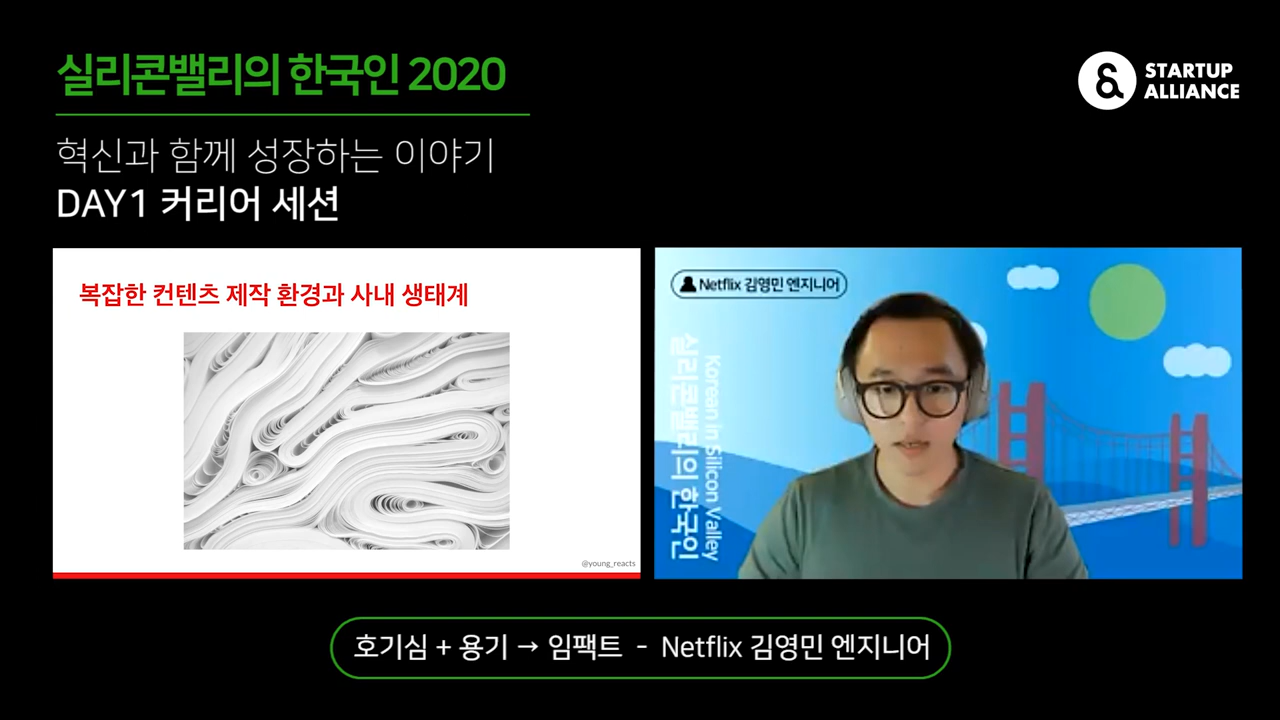 실리콘밸리의 한국인 2020
STARTUP
ALLIANCE
혁신과 함께 성장하는 이야기
DAY1 커리어 세션
복잡한 컨텐츠 제작 환경과 사내 생태계
@young_reacts
Netflix 김영민 엔지니어
Korean in Silicon Valley
실리콘밸리의 한국인
호기심 + 용기 → 임팩트 - Netflix 김영민 엔지니어